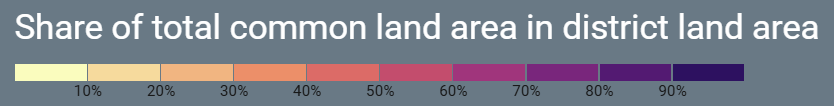 Share of total common land area in district land area
10% 20% 30% 40% 50% 60% 70% 80% 90%